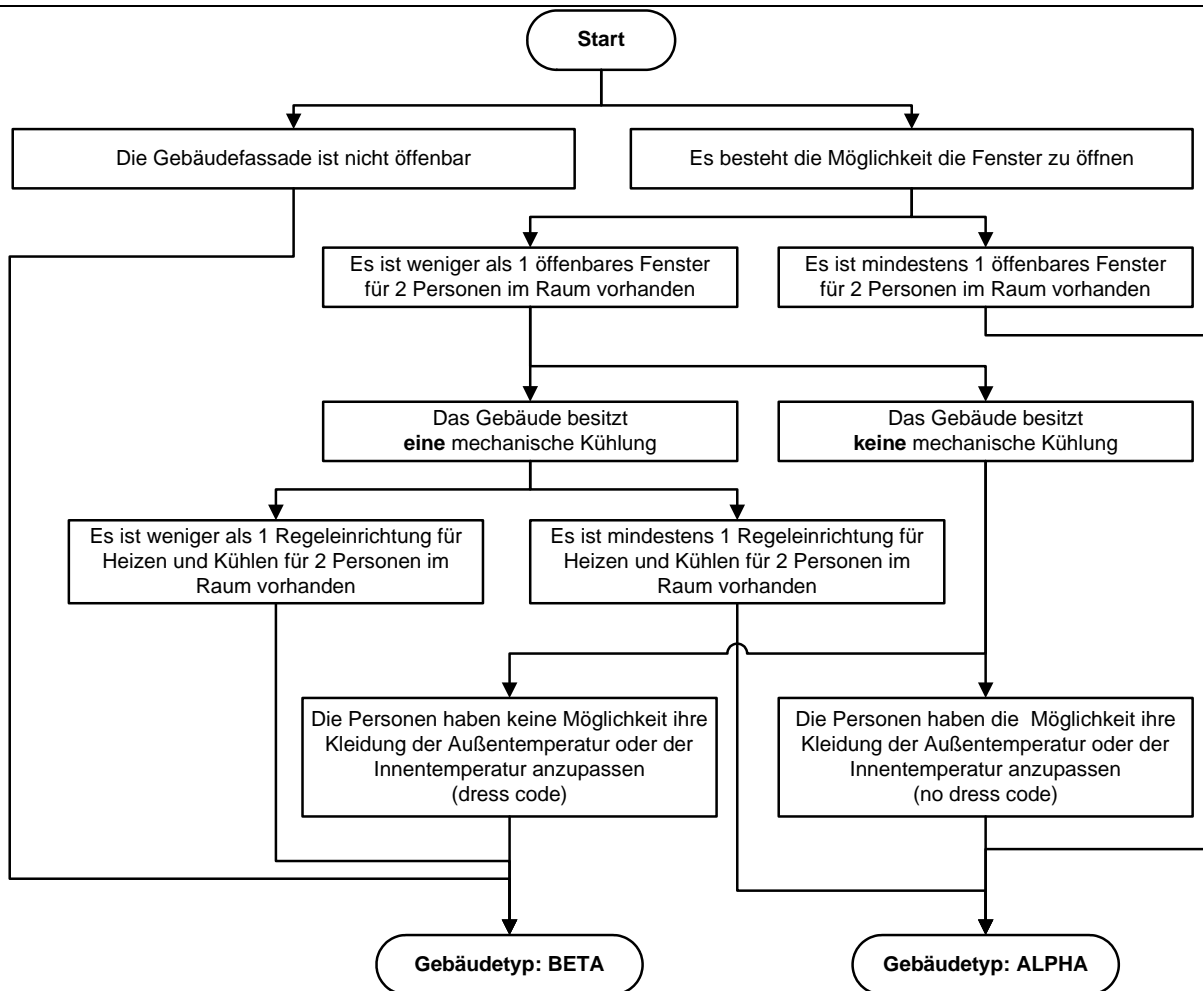 Start
Die Gebäudefassade ist nicht öffenbar
Es besteht die Möglichkeit die Fenster zu öffnen
Es ist weniger als 1 öffenbares Fenster
für 2 Personen im Raum vorhanden
Es ist mindestens 1 öffenbares Fenster
für 2 Personen im Raum vorhanden
Das Gebäude besitzt
eine mechanische Kühlung
Das Gebäude besitzt
keine mechanische Kühlung
Es ist weniger als 1 Regeleinrichtung für
Heizen und Kühlen für 2 Personen im
Raum vorhanden
Es ist mindestens 1 Regeleinrichtung für
Heizen und Kühlen für 2 Personen im
Raum vorhanden
Die Personen haben keine Möglichkeit ihre
Kleidung der Außentemperatur oder der
Innentemperatur anzupassen
(dress code)
Die Personen haben die  Möglichkeit ihre
Kleidung der Außentemperatur oder der
Innentemperatur anzupassen
(no dress code)
Gebäudetyp: BETA
Gebäudetyp: ALPHA